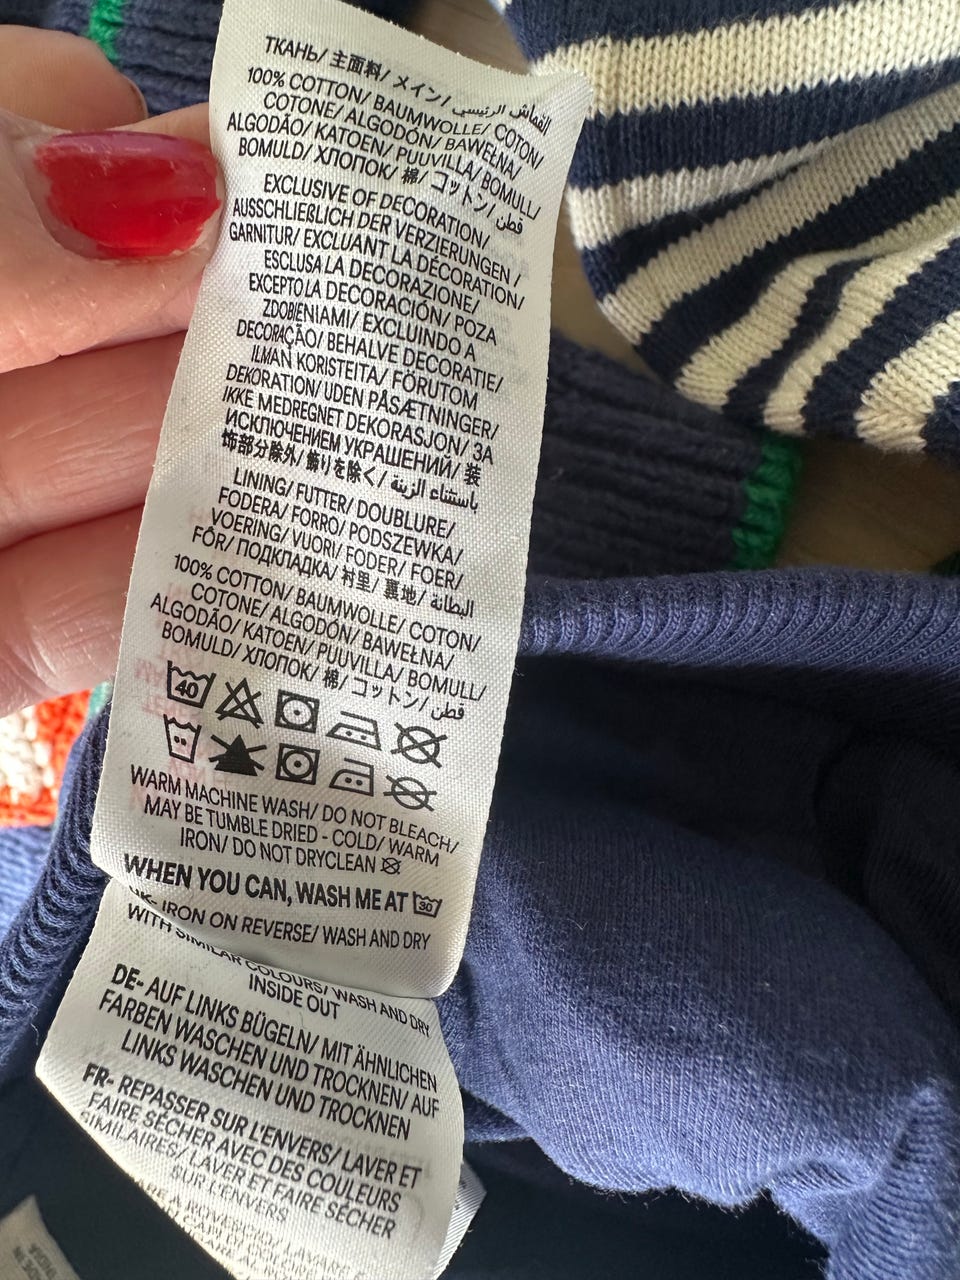 ТКАНЬ/ 主面料/ メイン/ القماش الرئيسي
100% COTTON/ BAUMWOLLE/ COTON/
COTONE/ ALGODÓN/ BAWEŁNA/
ALGODÃO/ KATOEN/ PUUVILLA/ BOMULL/
BOMULD/ ХЛОПОК/ 棉/ コットン/ قطن
EXCLUSIVE OF DECORATION/
AUSSCHLIEẞLICH DER VERZIERUNGEN /
GARNITUR/ EXCLUANT LA DÉCORATION/
ESCLUSA LA DECORAZIONE/
EXCEPTO LA DECORACIÓN/ POZA
ZDOBIENIAMI/ EXCLUINDO A
DECORAÇÃO/ BEHALVE DECORATIE/
ILMAN KORISTEITA/ FÖRUTOM
DEKORATION/ UDEN PÅSÆTNINGER/
IKKE MEDREGNET DEKORASJON/ ЗА
ИСКЛЮЧЕНИЕМ УКРАШЕНИЙ/ 装
饰部分除外/ 飾りを除く/ باستثناء الزينة
LINING/ FUTTER/ DOUBLURE/
FODERA/ FORRO/ PODSZEWKA/
VOERING/ VUORI/ FODER/ FOER/
FÔR/ ПОДКЛАДКА/ 衬里/ 裏地/ البطانة
100% COTTON/ BAUMWOLLE/ COTON/
COTONE/ ALGODÓN/ BAWEŁNA/
ALGODÃO/ KATOEN/ PUUVILLA/ BOMULL/
BOMULD/ ХЛОПОК/ 棉/ コットン/ قطن
40
WARM MACHINE WASH/ DO NOT BLEACH/
MAY BE TUMBLE DRIED - COLD/ WARM
IRON/ DO NOT DRYCLEAN
WHEN YOU CAN, WASH ME AT 30
UK- IRON ON REVERSE/ WASH AND DRY
WITH SIMILAR COLOURS/ WASH AND DRY
INSIDE OUT
DE- AUF LINKS BÜGELN/ MIT ÄHNLICHEN
FARBEN WASCHEN UND TROCKNEN/ AUF
LINKS WASCHEN UND TROCKNEN
FR- REPASSER SUR L'ENVERS/ LAVER ET
FAIRE SÉCHER AVEC DES COULEURS
SIMILAIRES/ LAVER ET FAIRE SÉCHER
SUR L'ENVERS